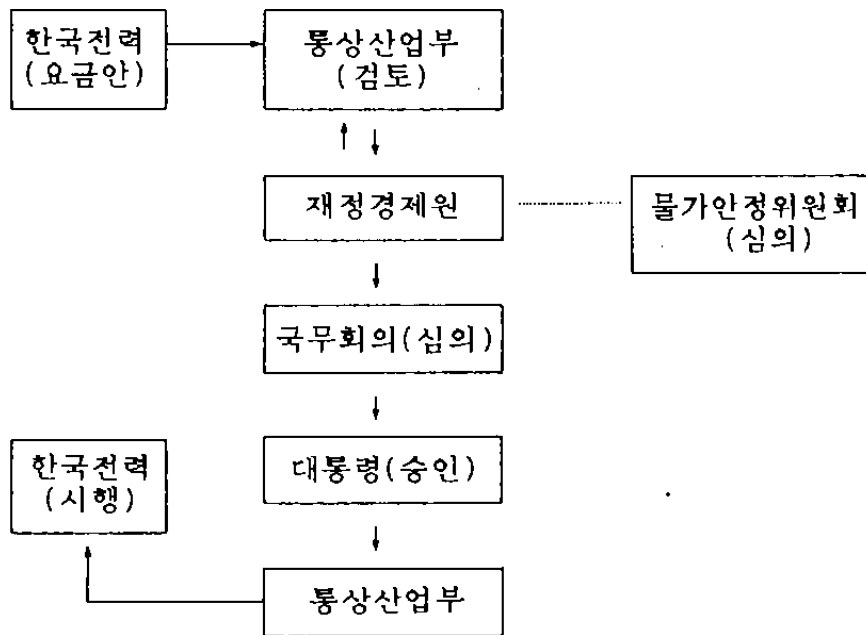 한국전력
(요금안)
통상산업부
(검토)
재정경제원
물가안정위원회
(심의)
국무회의(심의)
대통령(승인)
한국전력
(시행)
통상산업부